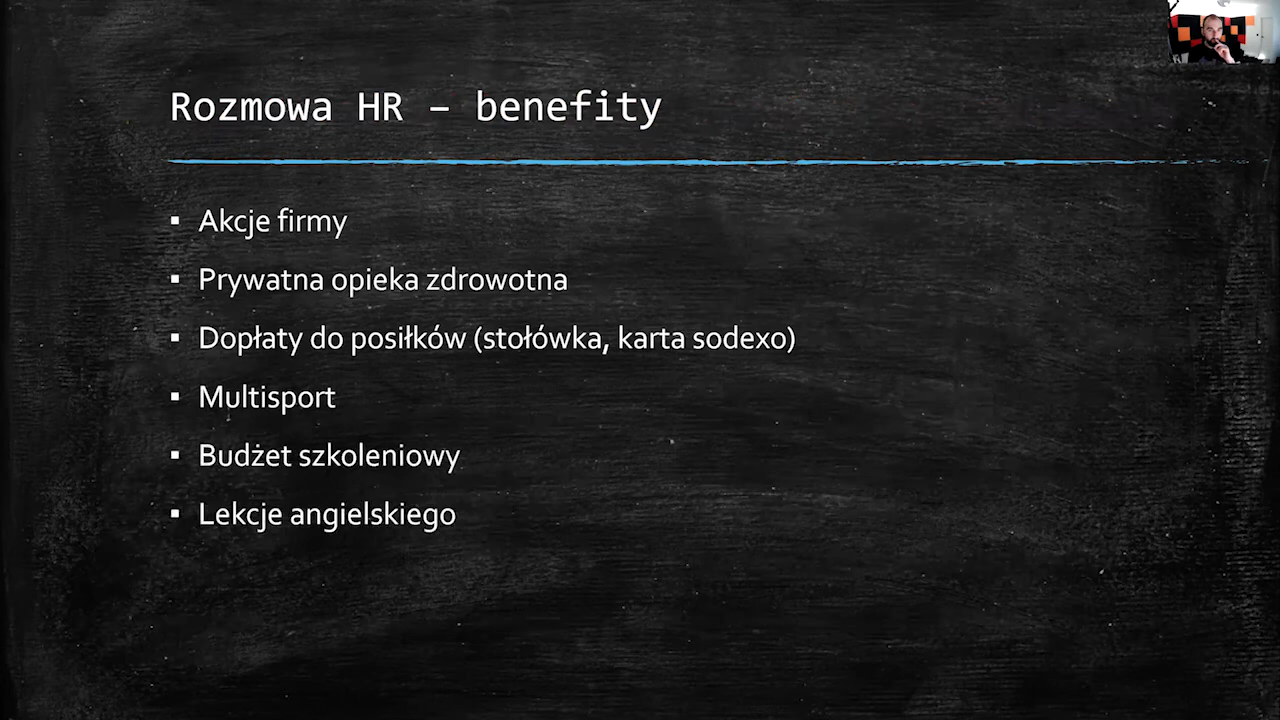 Rozmowa HR – benefity
▪ Akcje firmy
▪ Prywatna opieka zdrowotna
▪ Dopłaty do posiłków (stołówka, karta sodexo)
▪ Multisport
▪ Budżet szkoleniowy
▪ Lekcje angielskiego